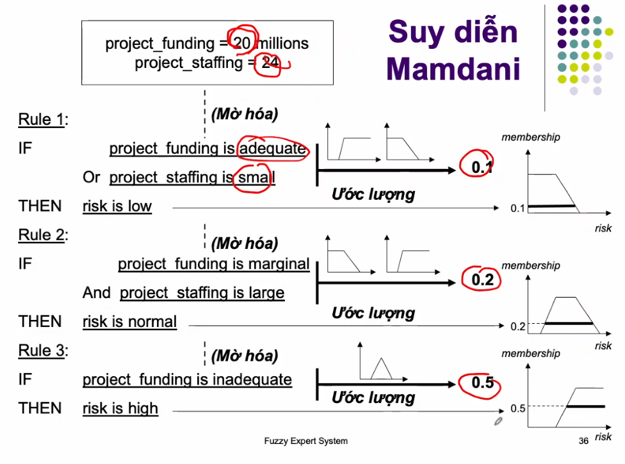 Suy diễn
Mamdani
project_funding = 20 millions
project_staffing = 24
(Mờ hóa)
Rule 1:
IF project_funding is adequate
Or project_staffing is small
THEN risk is low
Ước lượng
0.1
membership
0.1
risk
(Mờ hóa)
Rule 2:
IF project_funding is marginal
And project_staffing is large
THEN risk is normal
Ước lượng
0.2
membership
0.2
risk
(Mờ hóa)
Rule 3:
IF project_funding is inadequate
THEN risk is high
Ước lượng
0.5
membership
0.5
risk
Fuzzy Expert System
36